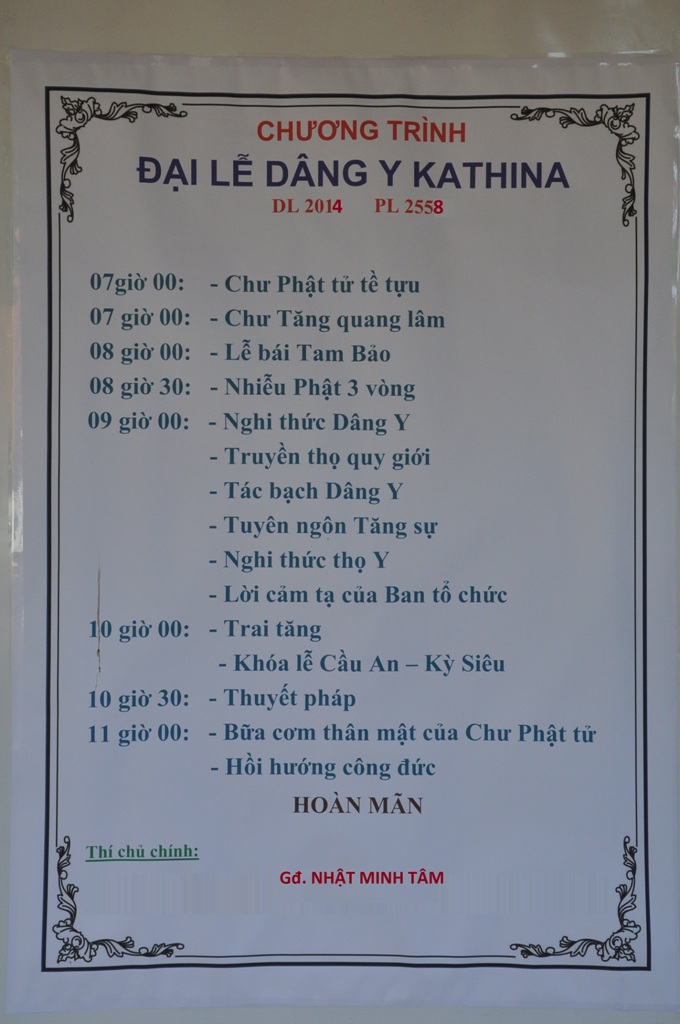 CHƯƠNG TRÌNH
ĐẠI LỄ DÂNG Y KATHINA
DL 2014 PL 2558
07giờ 00: - Chư Phật tử tề tựu
07 giờ 00: - Chư Tăng quang lâm
08 giờ 00: - Lễ bái Tam Bảo
08 giờ 30: - Nhiễu Phật 3 vòng
09 giờ 00: - Nghi thức Dâng Y
- Truyền thọ quy giới
- Tác bạch Dâng Y
- Tuyên ngôn Tăng sự
- Nghi thức thọ Y
- Lời cảm tạ của Ban tổ chức
10 giờ 00: - Trai tăng
- Khóa lễ Cầu An – Kỳ Siêu
10 giờ 30: - Thuyết pháp
11 giờ 00: - Bữa cơm thân mật của Chư Phật tử
- Hồi hướng công đức
HOÀN MÃN
Thí chủ chính:
Gđ. NHẬT MINH TÂM